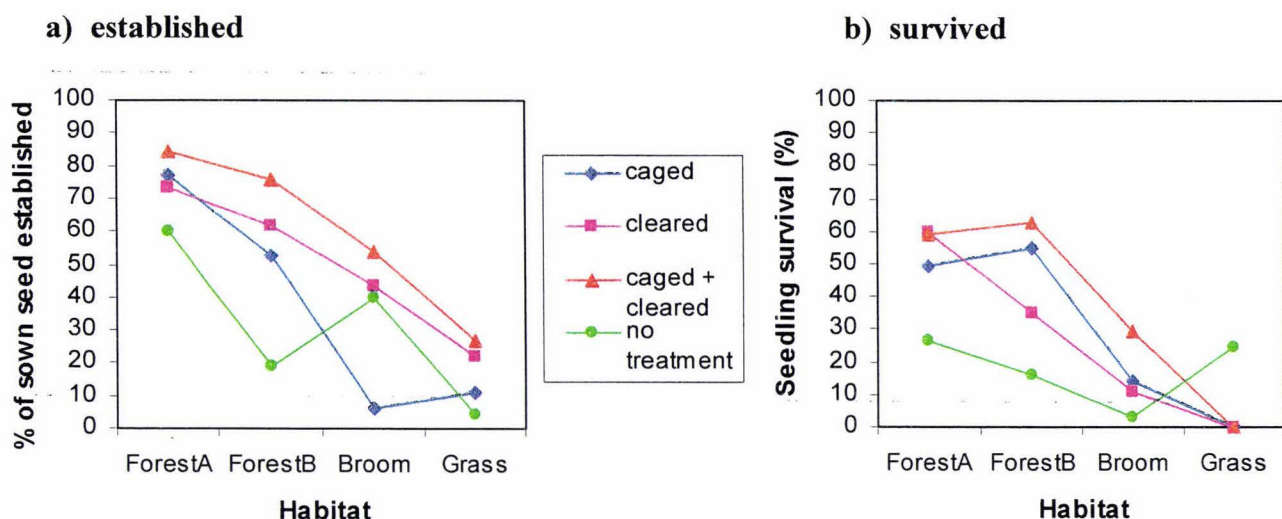 a) established
% of sown seed established
100
90
80
70
60
50
40
30
20
10
0
ForestA ForestB Broom Grass
Habitat
caged
cleared
caged +
cleared
no
treatment
b) survived
Seedling survival (%)
100
90
80
70
60
50
40
30
20
10
0
ForestA ForestB Broom Grass
Habitat